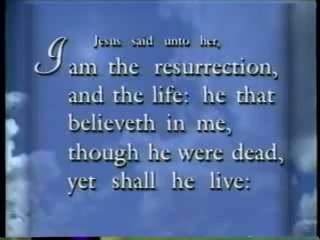 Jesus said unto her,
I am the resurrection,
and the life: he that
believeth in me,
though he were dead,
yet shall he live: